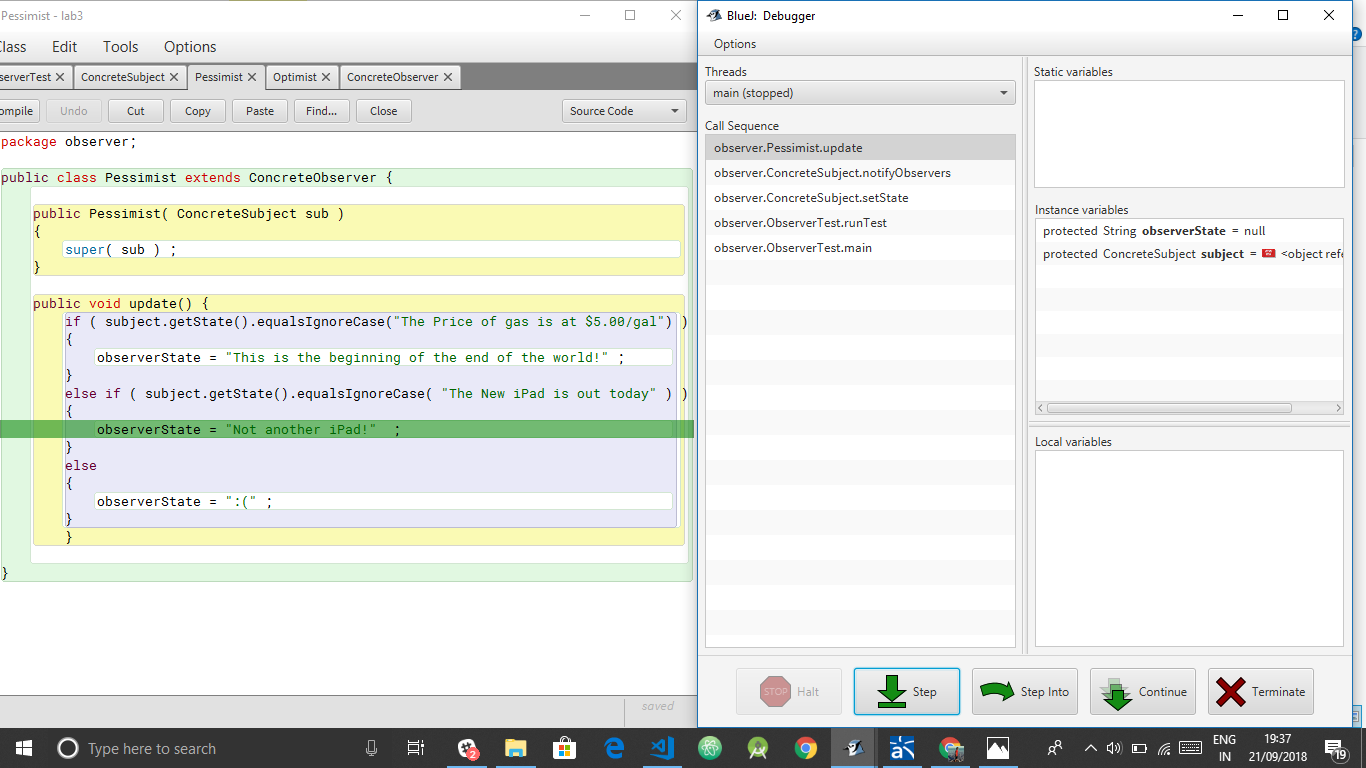 Pessimist - lab3
Class Edit Tools Options
serverTest ConcreteSubject Pessimist Optimist ConcreteObserver
ompile Undo Cut Copy Paste Find... Close Source Code
package observer;
public class Pessimist extends ConcreteObserver {
public Pessimist( ConcreteSubject sub )
{
super( sub ) ;
}
public void update() {
if ( subject.getState().equalsIgnoreCase("The Price of gas is at $5.00/gal") )
{
observerState = "This is the beginning of the end of the world!" ;
}
else if ( subject.getState().equalsIgnoreCase( "The New iPad is out today" ) )
{
observerState = "Not another iPad!"  ;
}
else
{
observerState = ":(" ;
}
}
}
saved
BlueJ:  Debugger
Options
Threads
main (stopped)
Call Sequence
observer.Pessimist.update
observer.ConcreteSubject.notifyObservers
observer.ConcreteSubject.setState
observer.ObserverTest.runTest
observer.ObserverTest.main
Static variables
Instance variables
protected String observerState = null
protected ConcreteSubject subject = <object refe
Local variables
STOP Halt Step Step Into Continue Terminate
Type here to search
2
ENG
IN
19:37
21/09/2018
19